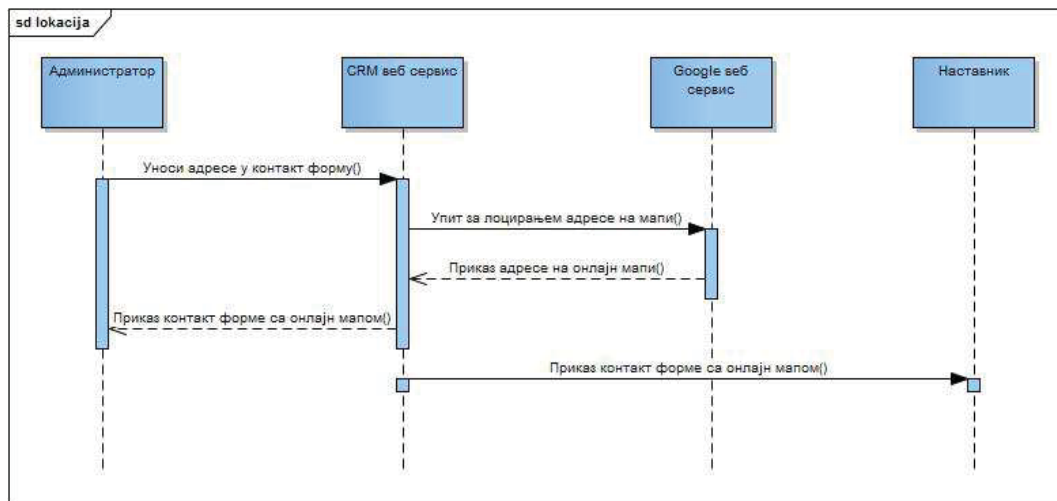 sd lokacija
Администратор
CRM веб сервис
Google веб
сервис
Наставник
Уноси адресе у контакт форму()
Упит за лоцирањем адресе на мапи()
Приказ адресе на онлајн мапи()
Приказ контакт форме са онлајн мапом()
Приказ контакт форме са онлајн мапом()